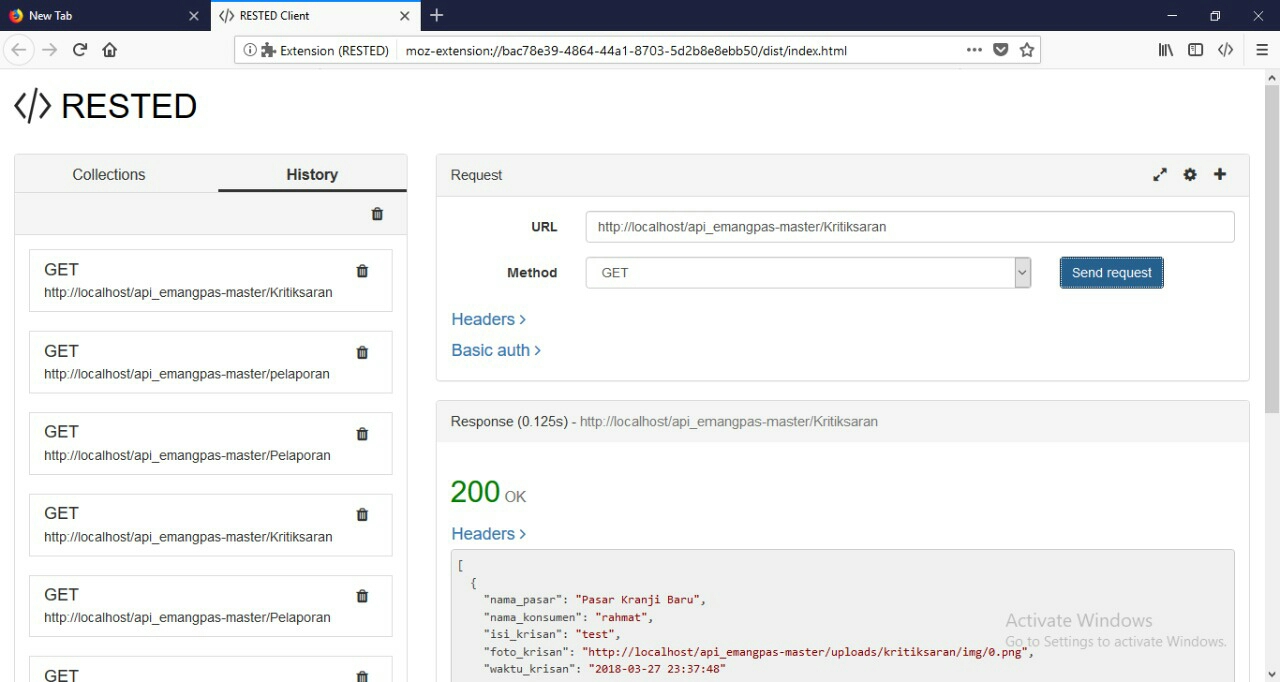 New Tab
RESTED Client
Extension (RESTED)
moz-extension://bac78e39-4864-44a1-8703-5d2b8e8ebb50/dist/index.html
</> RESTED
Collections
History
GET
http://localhost/api_emangpas-master/Kritiksaran
GET
http://localhost/api_emangpas-master/pelaporan
GET
http://localhost/api_emangpas-master/Pelaporan
GET
http://localhost/api_emangpas-master/Kritiksaran
GET
http://localhost/api_emangpas-master/Pelaporan
GET
Request
URL
http://localhost/api_emangpas-master/Kritiksaran
Method
GET
Send request
Headers >
Basic auth >
Response (0.125s) - http://localhost/api_emangpas-master/Kritiksaran
200 OK
Headers >
[
{
"nama_pasar": "Pasar Kranji Baru",
"nama_konsumen": "rahmat",
"isi_krisan": "test",
"foto_krisan": "http://localhost/api_emangpas-master/uploads/kritiksaran/img/0.png",
"waktu_krisan": "2018-03-27 23:37:48"
Activate Windows
Go to Settings to activate Windows.